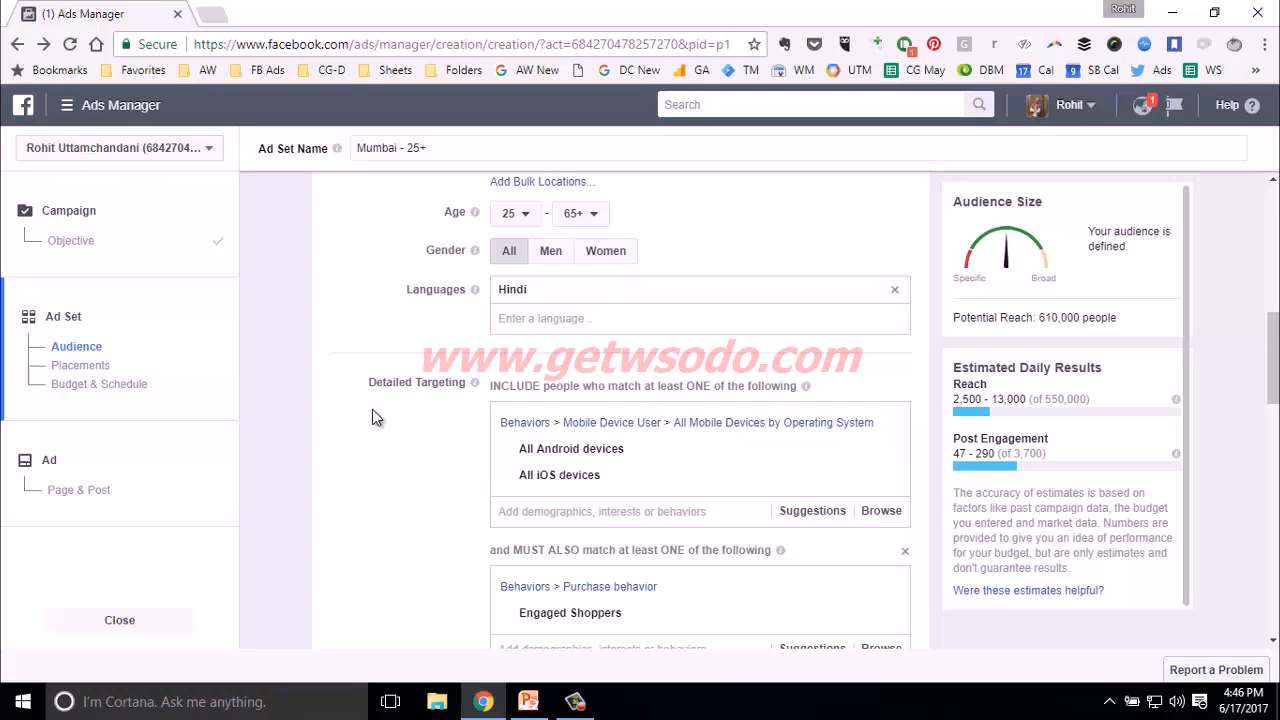 (1) Ads Manager
Rohit
Secure https://www.facebook.com/ads/manager/creation/creation/?act=684270478257270&pid=p1
Bookmarks Favorites AW FB Ads CG-D Sheets Folders AW New DC New GA TM WM UTM CG May DBM Cal SB Cal Ads WS »
Ads Manager Search Rohit 1 Help
Rohit Uttamchandani (6842704... Ad Set Name Mumbai - 25+
Campaign
Objective
Ad Set
Audience
Placements
Budget & Schedule
Ad
Page & Post
Close
Add Bulk Locations...
Age 25 - 65+
Gender All Men Women
Languages Hindi
Enter a language...
www.getwsodo.com
Detailed Targeting INCLUDE people who match at least ONE of the following
Behaviors > Mobile Device User > All Mobile Devices by Operating System
All Android devices
All iOS devices
Add demographics, interests or behaviors Suggestions Browse
and MUST ALSO match at least ONE of the following
Behaviors > Purchase behavior
Engaged Shoppers
Add demographics, interests or behaviors Suggestions Browse
Audience Size
Your audience is
defined.
Specific Broad
Potential Reach: 610,000 people
Estimated Daily Results
Reach
2,500 - 13,000 (of 550,000)
Post Engagement
47 - 290 (of 3,700)
The accuracy of estimates is based on
factors like past campaign data, the budget
you entered and market data. Numbers are
provided to give you an idea of performance
for your budget, but are only estimates and
don't guarantee results.
Were these estimates helpful?
Report a Problem
I'm Cortana. Ask me anything.
4:46 PM
6/17/2017